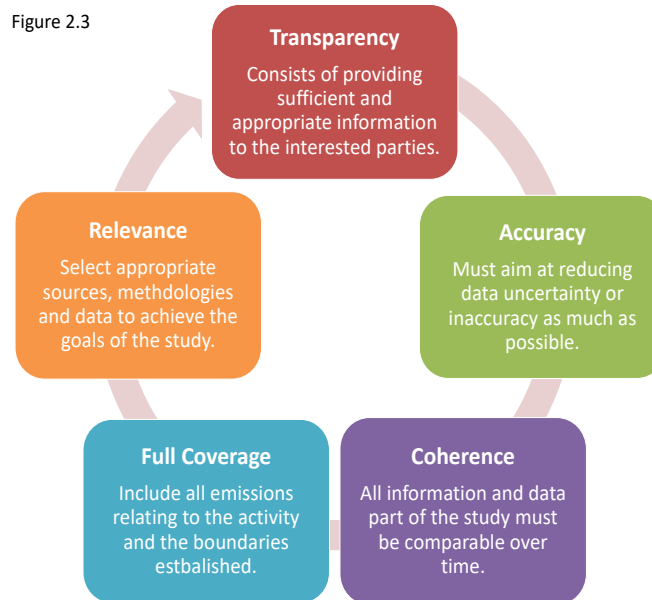 Figure 2.3
Transparency
Consists of providing
sufficient and
appropriate information
to the interested parties.
Accuracy
Must aim at reducing
data uncertainty or
inaccuracy as much as
possible.
Coherence
All information and data
part of the study must
be comparable over
time.
Full Coverage
Include all emissions
relating to the activity
and the boundaries
estbalished.
Relevance
Select appropriate
sources, methdologies
and data to achieve the
goals of the study.